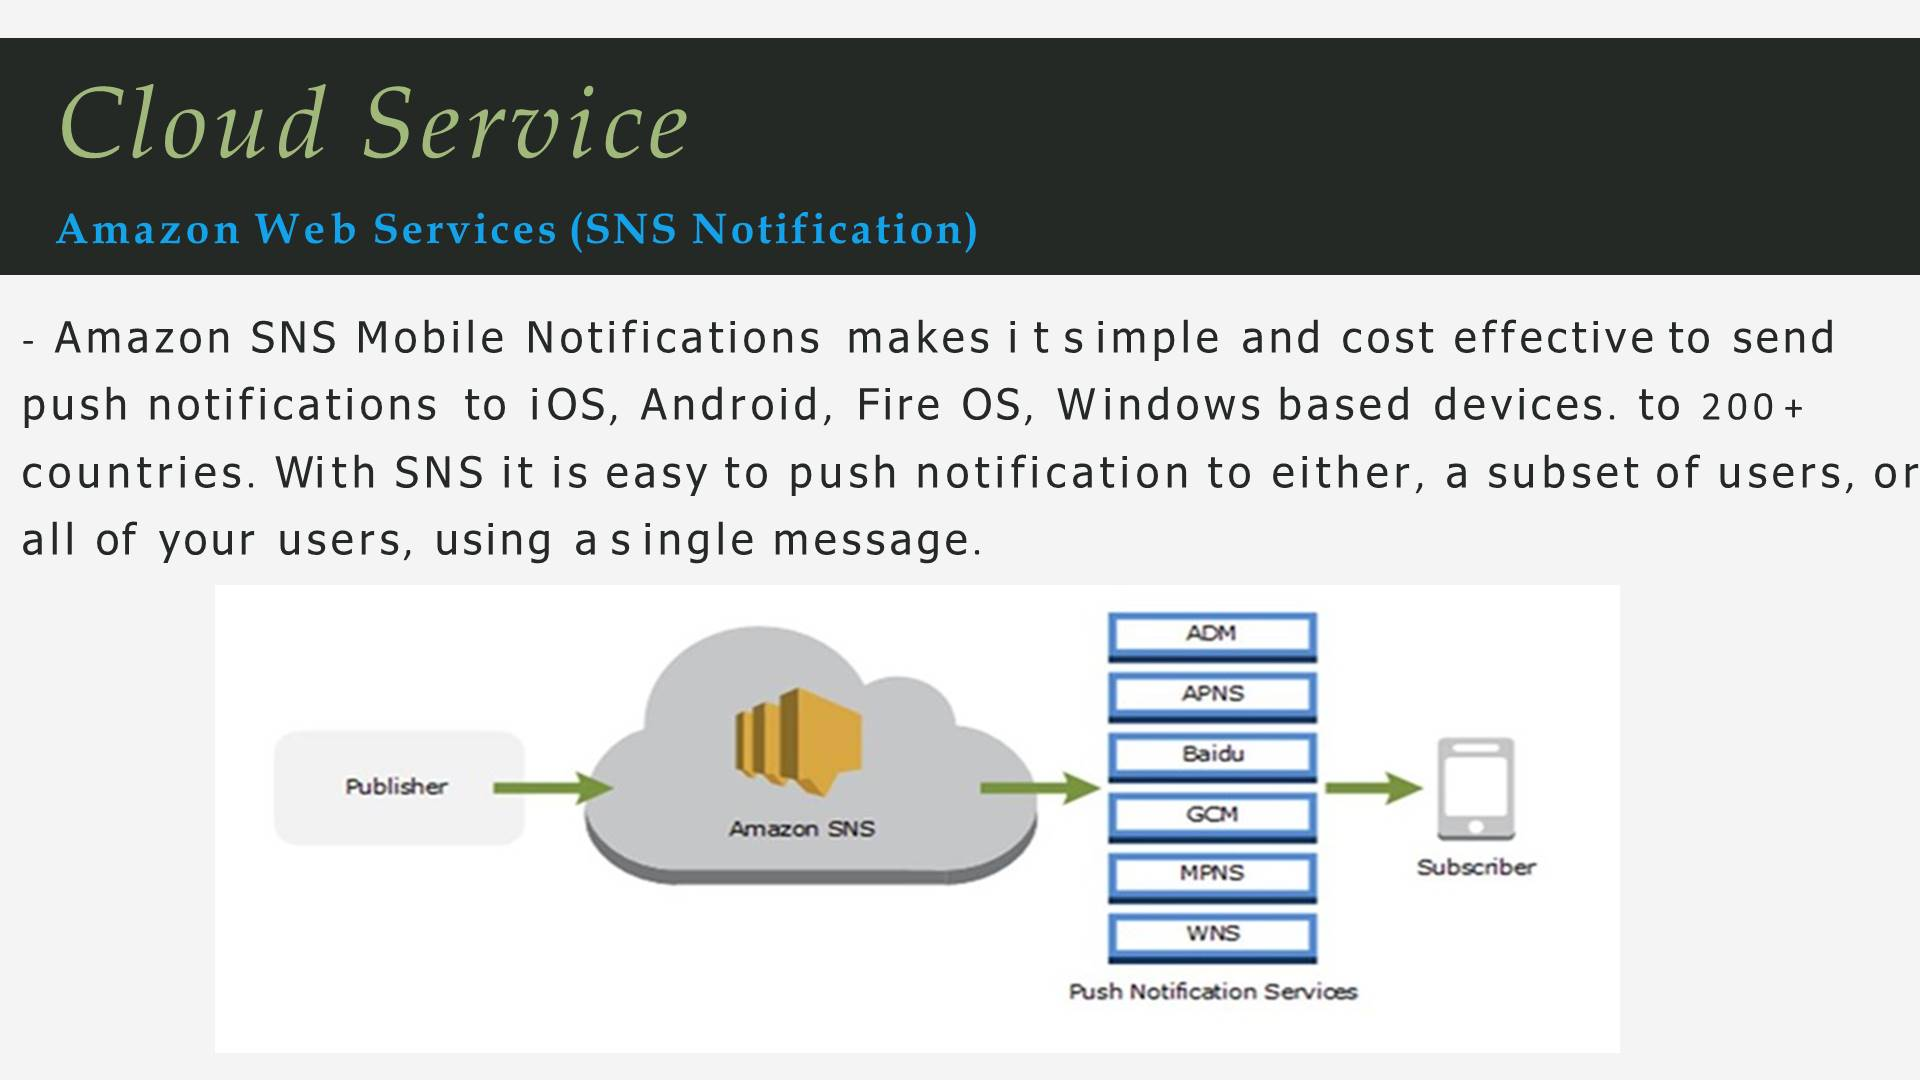 Cloud Service
Amazon Web Services (SNS Notification)
- Amazon SNS Mobile Notifications makes it simple and cost effective to send
push notifications to iOS, Android, Fire OS, Windows based devices. to 200+
countries. With SNS it is easy to push notification to either, a subset of users, or
all of your users, using a single message.
ADM
APNS
Baidu
Publisher
GCM
Amazon SNS
Subscriber
MPNS
WNS
Push Notification Services